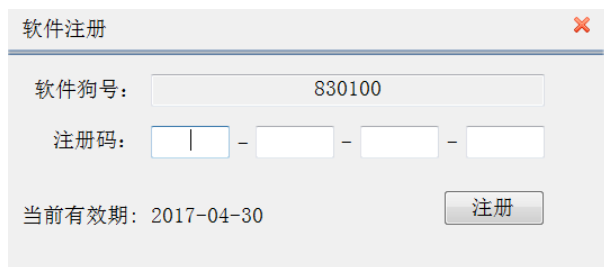 软件注册
软件狗号: 830100
注册码: - - -
当前有效期: 2017-04-30
注册